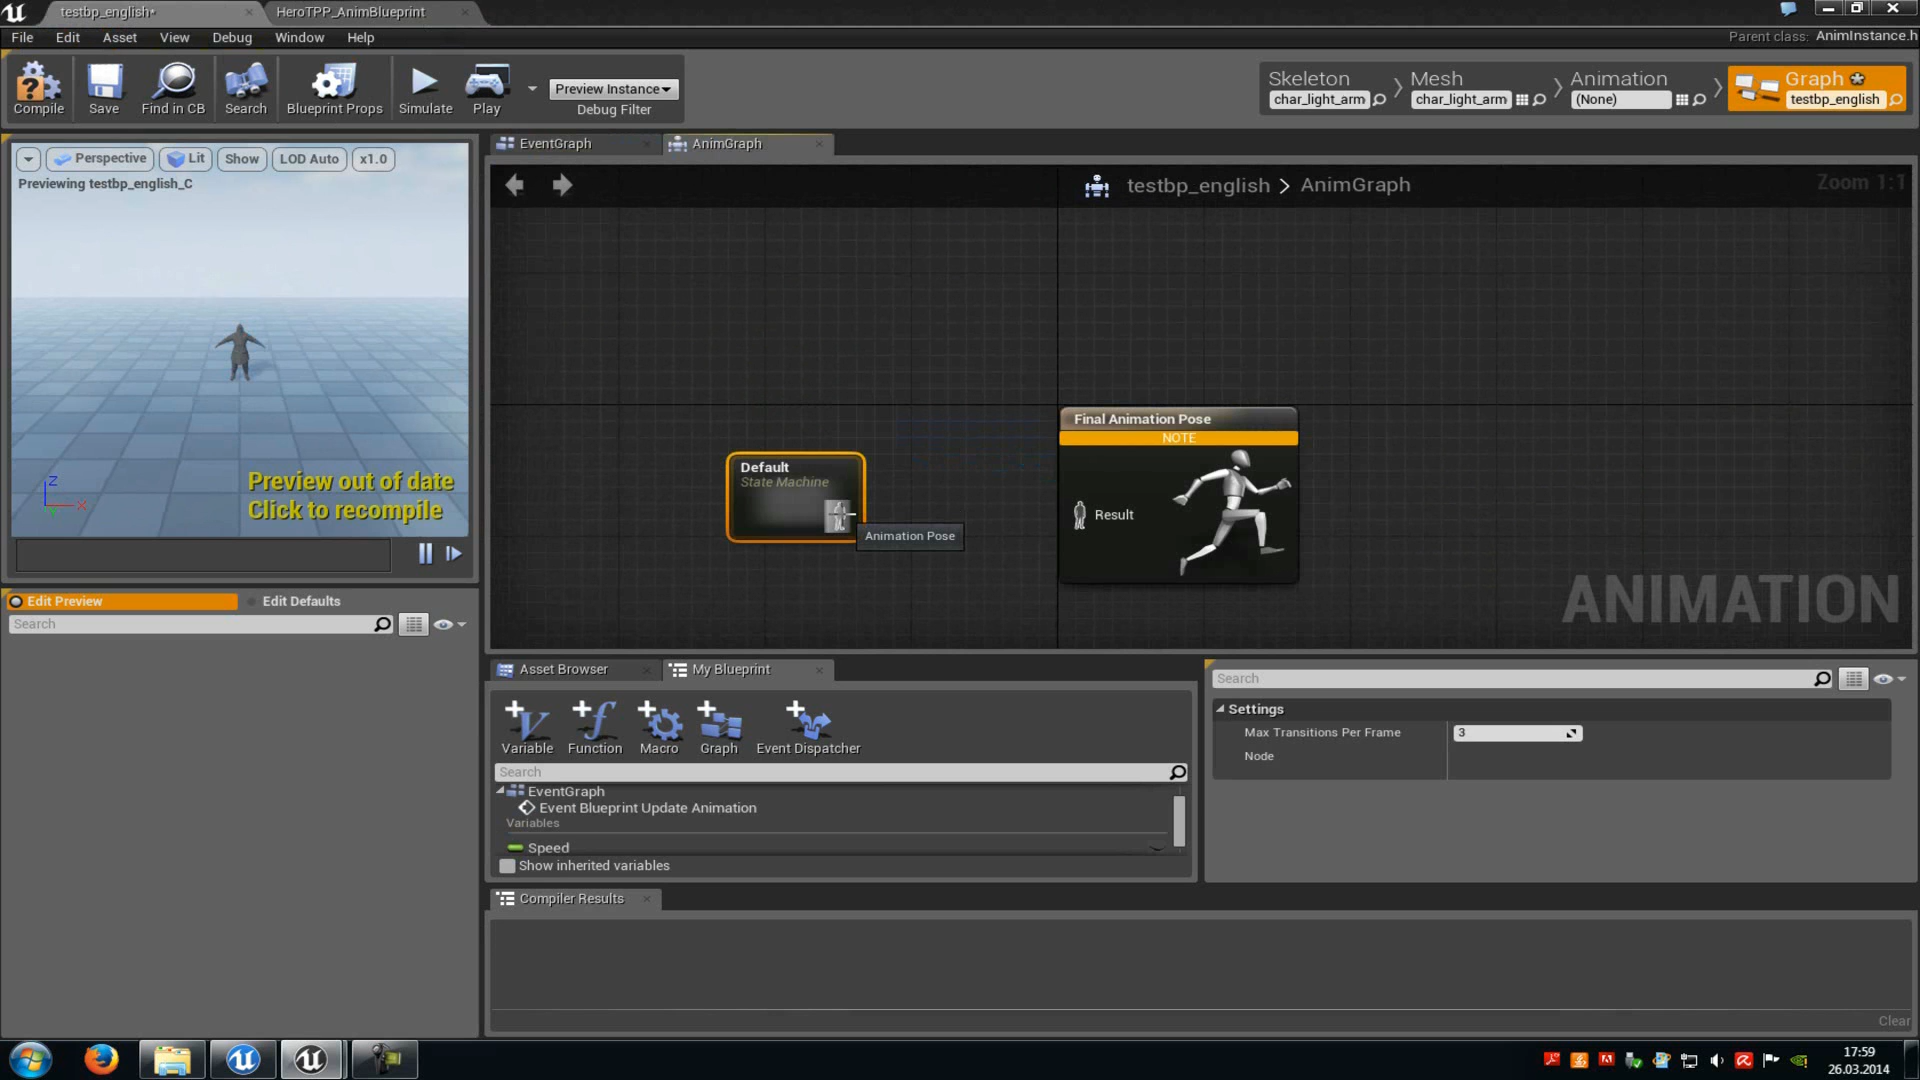 testbp_english*
HeroTPP_AnimBlueprint
File Edit Asset View Debug Window Help
Parent class: AnimInstance.h
Compile
Save
Find in CB
Search
Blueprint Props
Simulate
Play
Preview Instance
Debug Filter
Skeleton
char_light_arm
Mesh
char_light_arm
Animation
(None)
Graph
testbp_english
Perspective
Lit
Show
LOD Auto
x1.0
Previewing testbp_english_C
Z
X
Preview out of date
Click to recompile
Edit Preview
Edit Defaults
Search
EventGraph
AnimGraph
testbp_english > AnimGraph
Zoom 1:1
Default
State Machine
Animation Pose
Final Animation Pose
NOTE
Result
ANIMATION
Asset Browser
My Blueprint
Variable
Function
Macro
Graph
Event Dispatcher
Search
EventGraph
Event Blueprint Update Animation
Variables
Speed
Show inherited variables
Search
Settings
Max Transitions Per Frame
3
Node
Compiler Results
Clear
17:59
26.03.2014